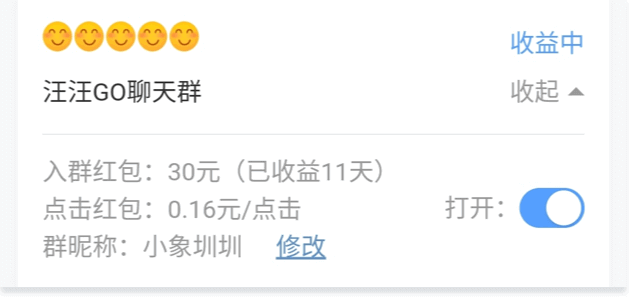 😊😊😊😊😊
收益中
汪汪GO聊天群
收起
入群红包：30元（已收益11天）
点击红包：0.16元/点击
打开：
群昵称：小象圳圳 修改